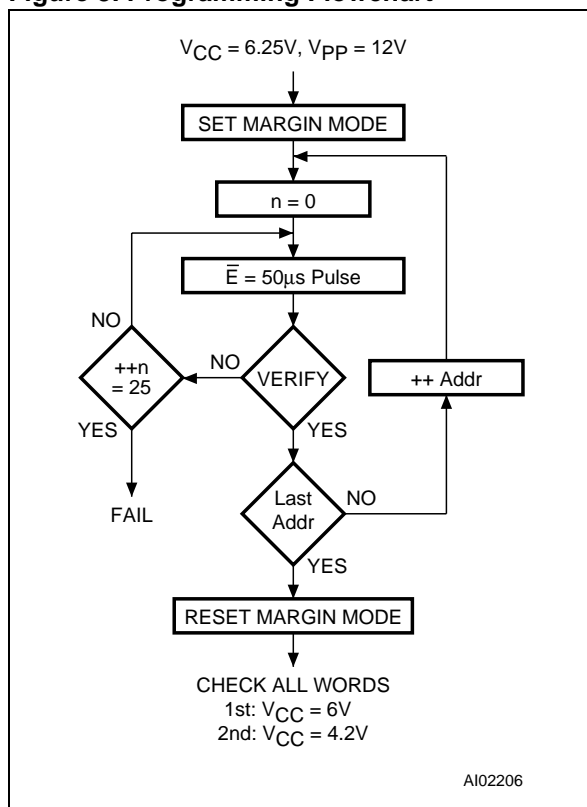 Figure Programming Flowchart
VCC = 6.25V, VPP = 12V
SET MARGIN MODE
n = 0
E̅ = 50µs Pulse
NO
++n
= 25
NO
VERIFY
++ Addr
YES
YES
FAIL
Last
Addr
NO
YES
RESET MARGIN MODE
CHECK ALL WORDS
1st: VCC = 6V
2nd: VCC = 4.2V
AI02206